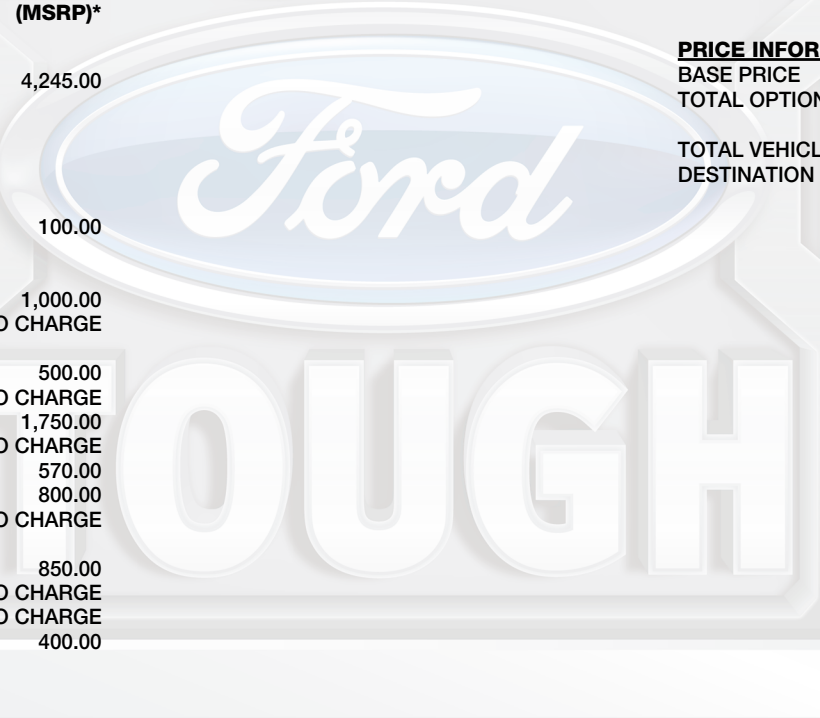 (MSRP)*
4,245.00
100.00
1,000.00
O CHARGE
500.00
O CHARGE
1,750.00
O CHARGE
570.00
800.00
O CHARGE
850.00
O CHARGE
O CHARGE
400.00
PRICE INFOR
BASE PRICE
TOTAL OPTION
TOTAL VEHICL
DESTINATION
Ford
TOUGH